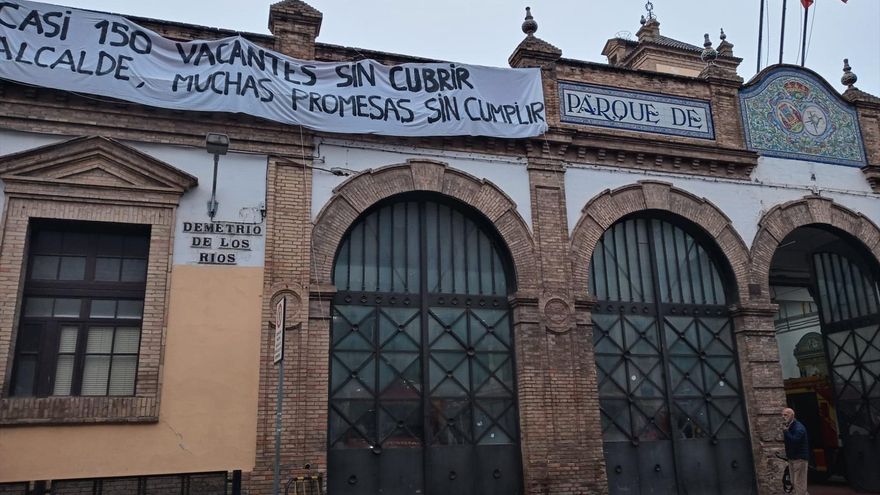 CASI 150 VACANTES SIN CUBRIR
ALCALDE, MUCHAS PROMESAS SIN CUMPLIR
PARQUE DE
DEMETRIO
DE LOS
RIOS